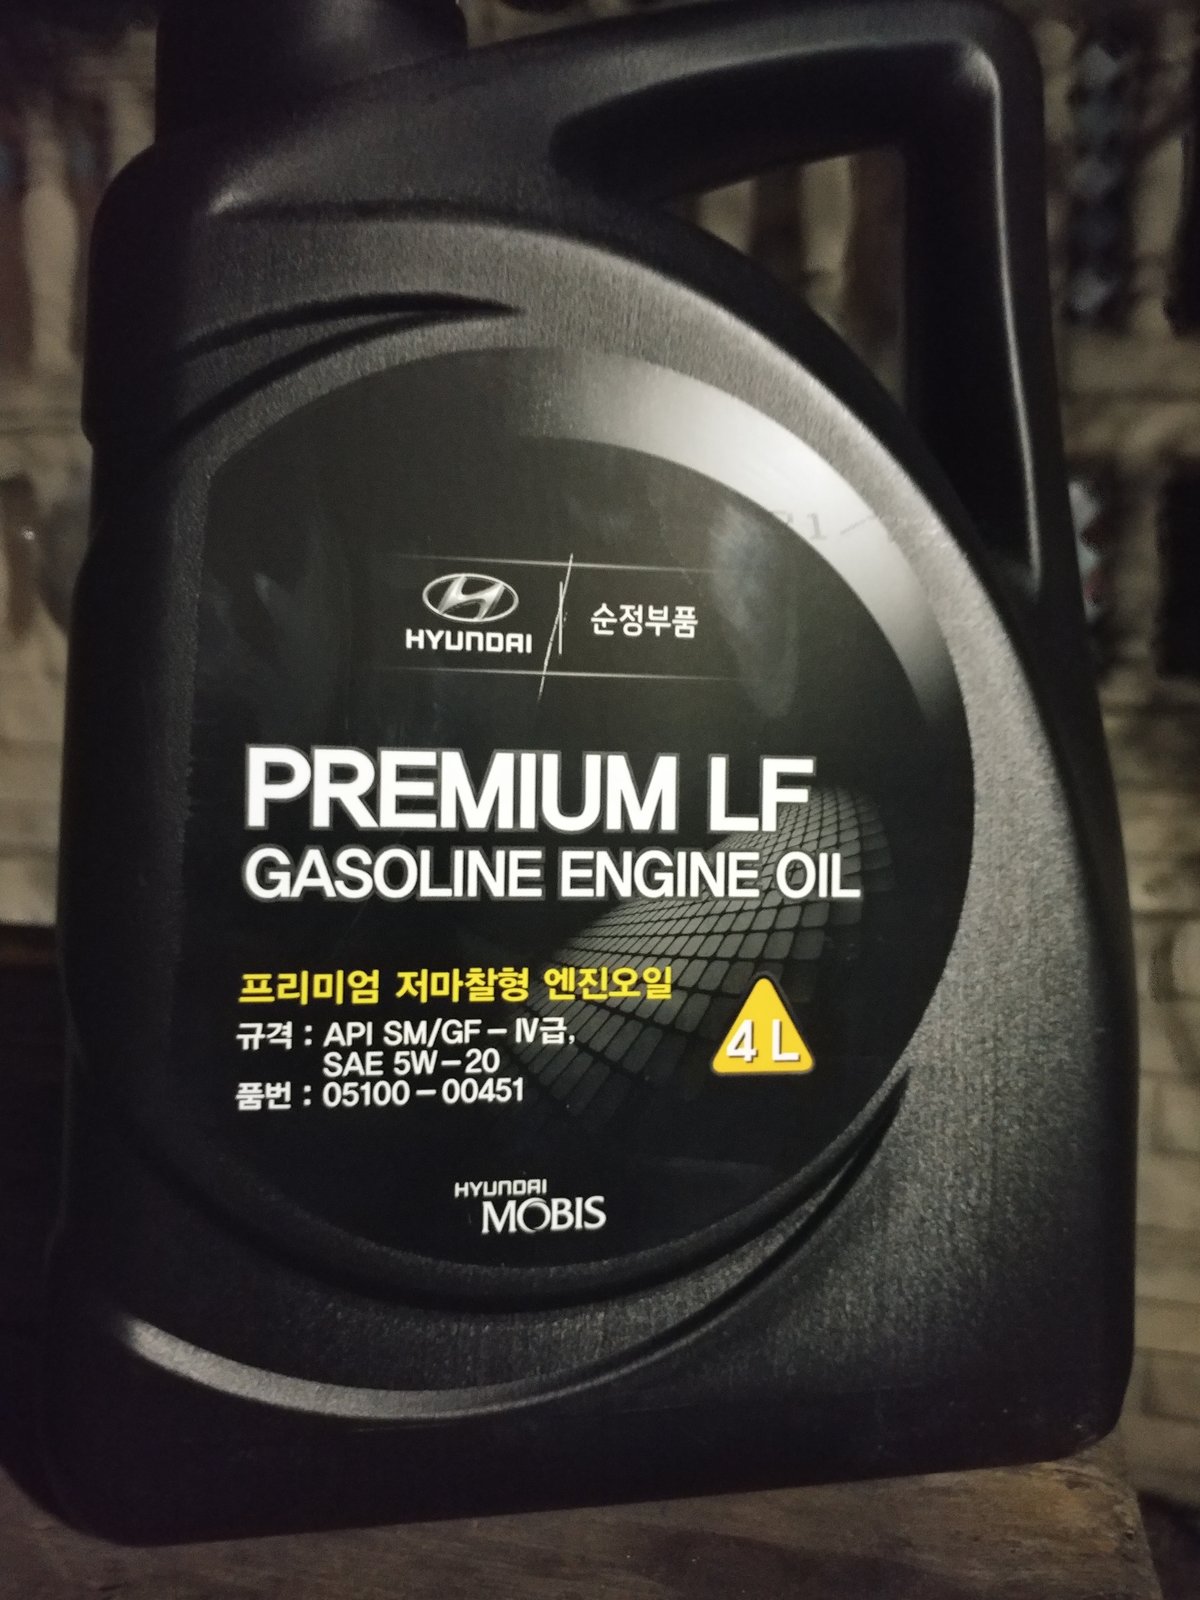 HYUNDAI
순정부품
PREMIUM LF
GASOLINE ENGINE OIL
프리미엄 저마찰형 엔진오일
규격 : API SM/GF-Ⅳ급,
SAE 5W-20
품번 : 05100-00451
4 L
HYUNDAI
MOBIS